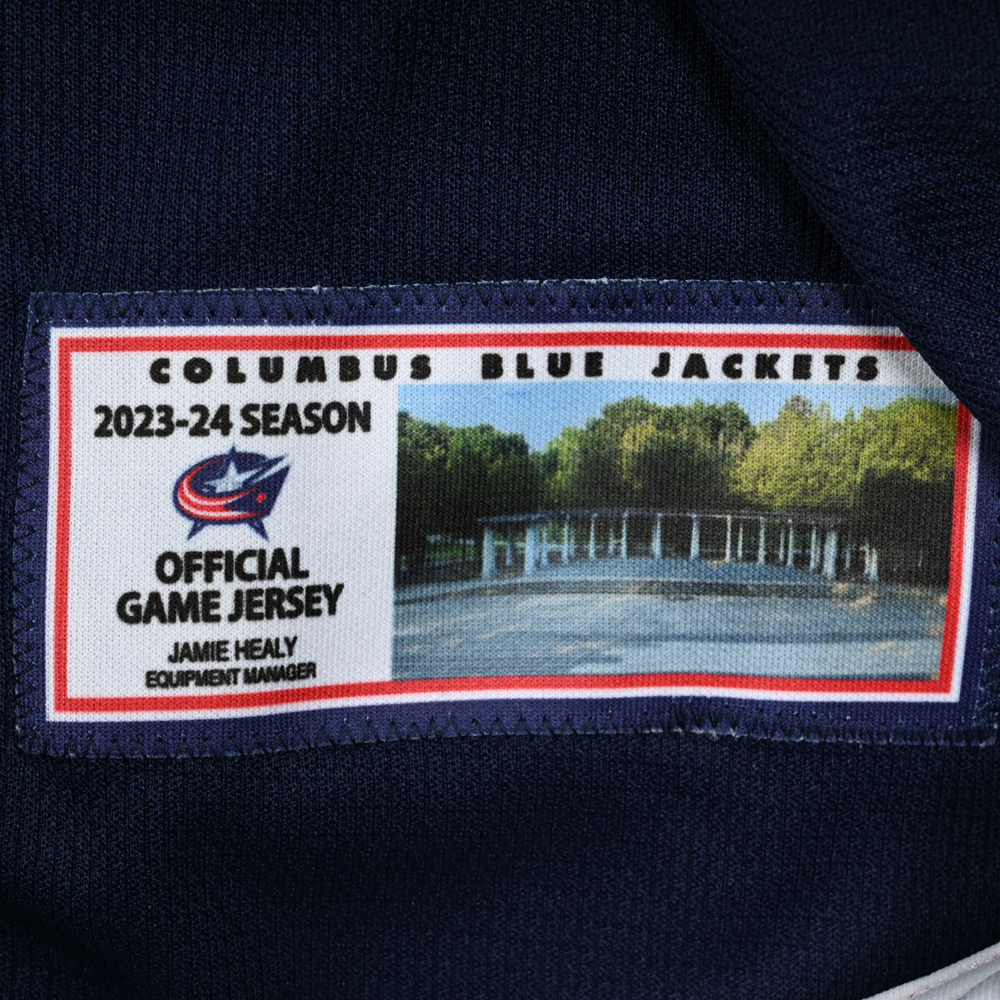 COLUMBUS BLUE JACKETS
2023-24 SEASON
OFFICIAL
GAME JERSEY
JAMIE HEALY
EQUIPMENT MANAGER